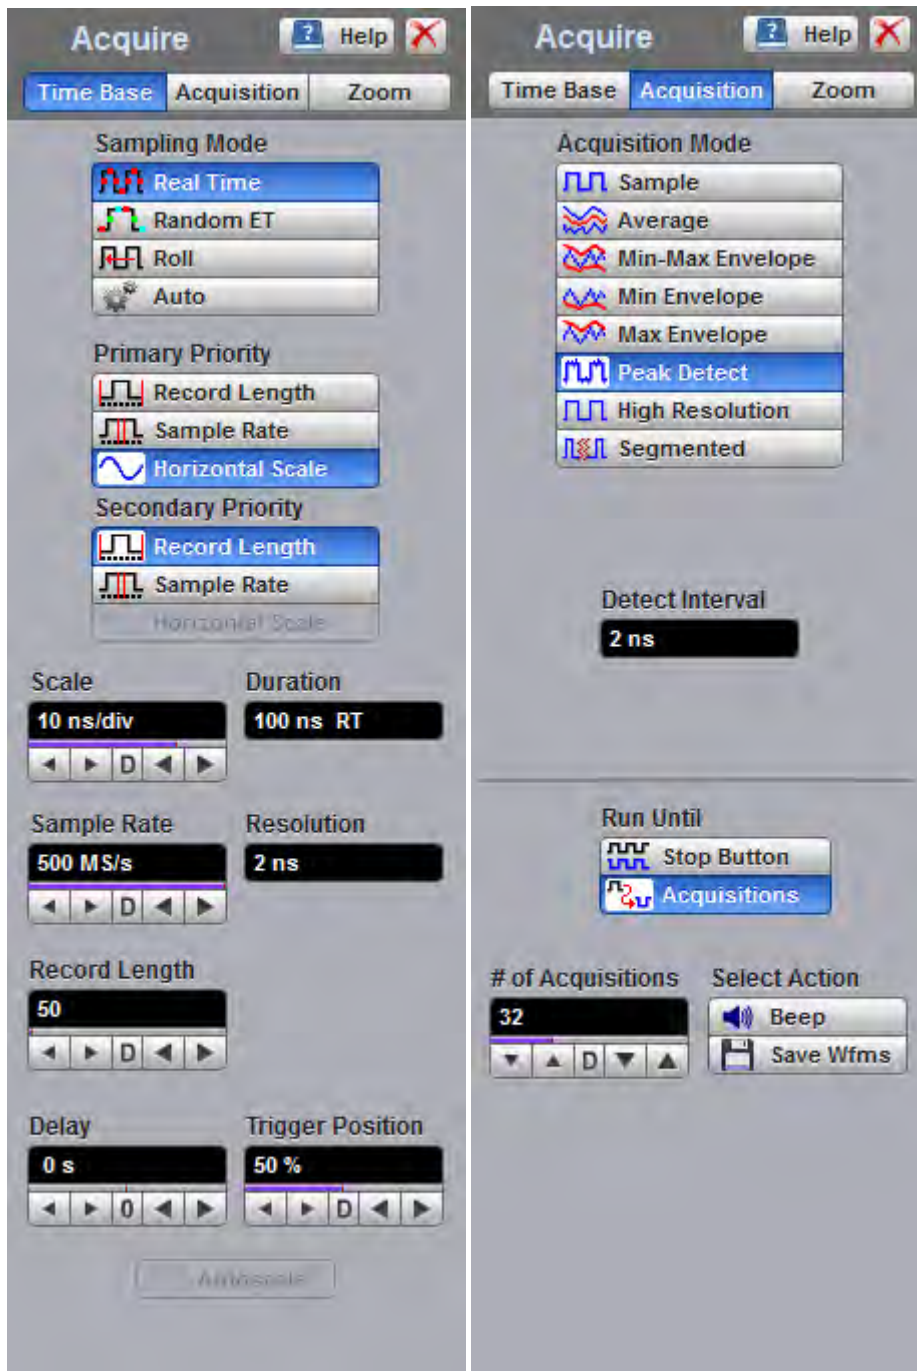 Acquire
? Help
Time Base Acquisition Zoom
Sampling Mode
Real Time
Random ET
Roll
Auto
Primary Priority
Record Length
Sample Rate
Horizontal Scale
Secondary Priority
Record Length
Sample Rate
Horizontal Scale
Scale Duration
10 ns/div 100 ns RT
D
Sample Rate Resolution
500 MS/s 2 ns
D
Record Length
50
D
Delay Trigger Position
0 s 50 %
0 D
Autoscale
Acquire
? Help
Time Base Acquisition Zoom
Acquisition Mode
Sample
Average
Min-Max Envelope
Min Envelope
Max Envelope
Peak Detect
High Resolution
Segmented
Detect Interval
2 ns
Run Until
Stop Button
Acquisitions
# of Acquisitions Select Action
32 Beep
D Save Wfms